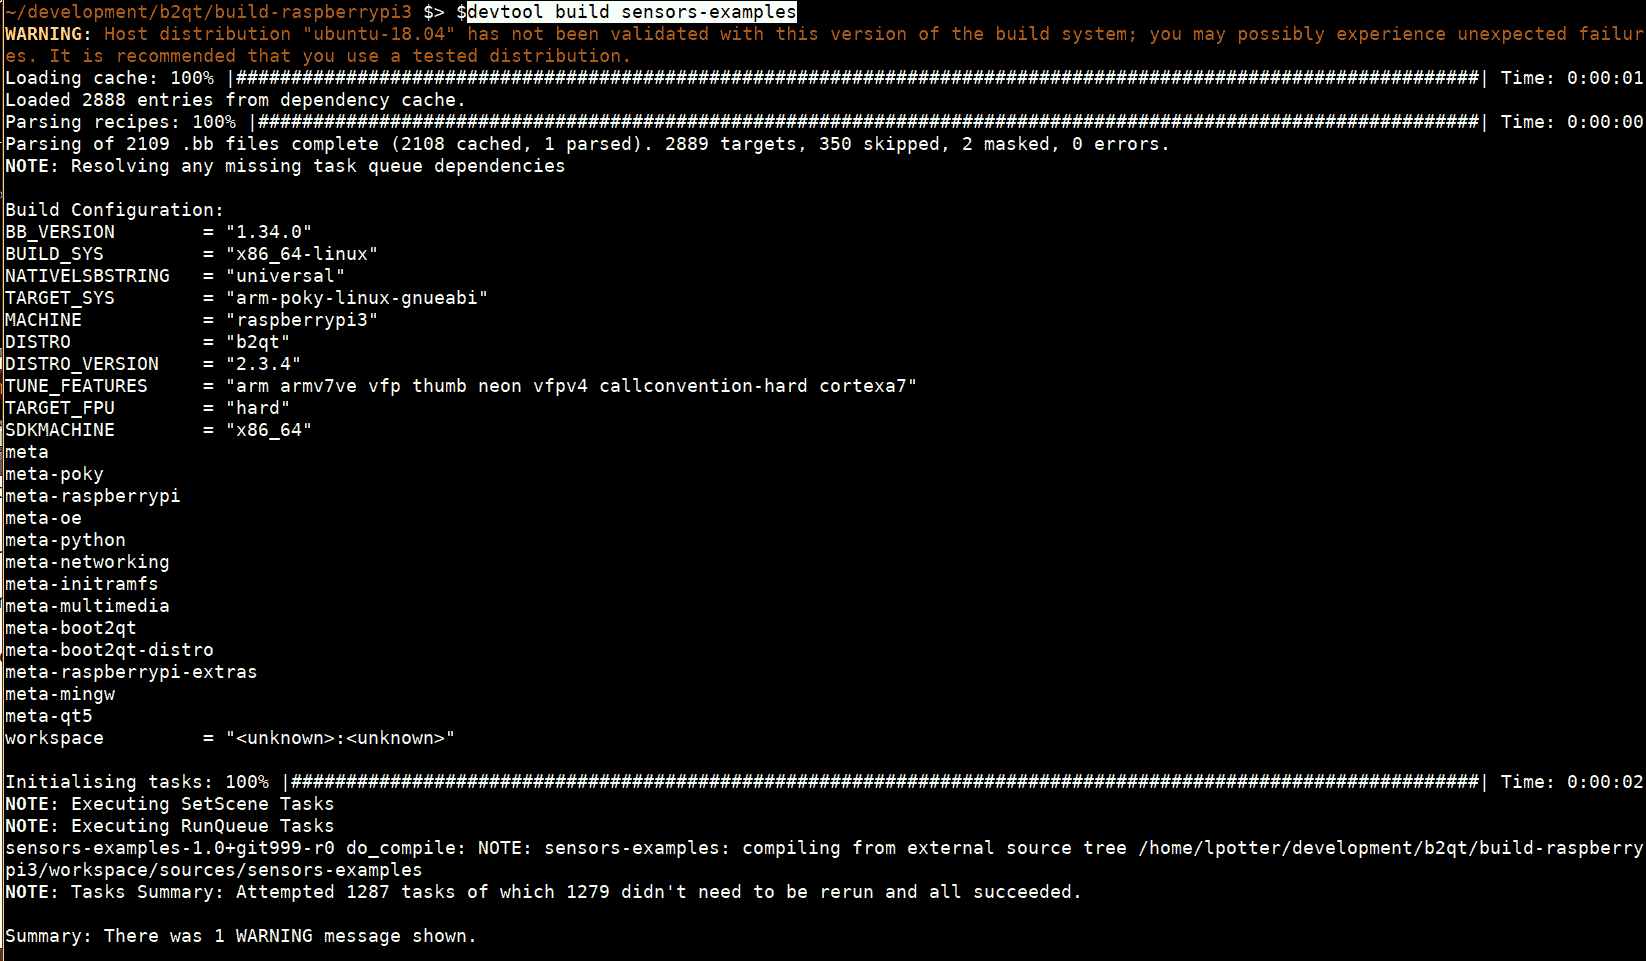 ~/development/b2qt/build-raspberrypi3 $> $devtool build sensors-examples
WARNING: Host distribution "ubuntu-18.04" has not been validated with this version of the build system; you may possibly experience unexpected failur
es. It is recommended that you use a tested distribution.
Loading cache: 100% |#################################################################################################################| Time: 0:00:01
Loaded 2888 entries from dependency cache.
Parsing recipes: 100% |###############################################################################################################| Time: 0:00:00
Parsing of 2109 .bb files complete (2108 cached, 1 parsed). 2889 targets, 350 skipped, 2 masked, 0 errors.
NOTE: Resolving any missing task queue dependencies
Build Configuration:
BB_VERSION        = "1.34.0"
BUILD_SYS         = "x86_64-linux"
NATIVELSBSTRING   = "universal"
TARGET_SYS        = "arm-poky-linux-gnueabi"
MACHINE           = "raspberrypi3"
DISTRO            = "b2qt"
DISTRO_VERSION    = "2.3.4"
TUNE_FEATURES     = "arm armv7ve vfp thumb neon vfpv4 callconvention-hard cortexa7"
TARGET_FPU        = "hard"
SDKMACHINE        = "x86_64"
meta
meta-poky
meta-raspberrypi
meta-oe
meta-python
meta-networking
meta-initramfs
meta-multimedia
meta-boot2qt
meta-boot2qt-distro
meta-raspberrypi-extras
meta-mingw
meta-qt5
workspace         = "<unknown>:<unknown>"
Initialising tasks: 100% |############################################################################################################| Time: 0:00:02
NOTE: Executing SetScene Tasks
NOTE: Executing RunQueue Tasks
sensors-examples-1.0+git999-r0 do_compile: NOTE: sensors-examples: compiling from external source tree /home/lpotter/development/b2qt/build-raspberry
pi3/workspace/sources/sensors-examples
NOTE: Tasks Summary: Attempted 1287 tasks of which 1279 didn't need to be rerun and all succeeded.
Summary: There was 1 WARNING message shown.